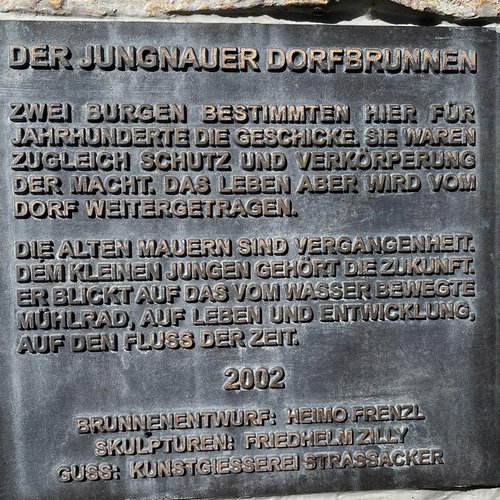 DER JUNGNAUER DORFBRUNNEN
ZWEI BURGEN BESTIMMTEN HIER FÜR
JAHRHUNDERTE DIE GESCHICKE. SIE WAREN
ZUGLEICH SCHUTZ UND VERKÖRPERUNG
DER MACHT. DAS LEBEN ABER WIRD VOM
DORF WEITERGETRAGEN.
DIE ALTEN MAUERN SIND VERGANGENHEIT.
DEM KLEINEN JUNGEN GEHÖRT DIE ZUKUNFT.
ER BLICKT AUF DAS VOM WASSER BEWEGTE
MÜHLRAD, AUF LEBEN UND ENTWICKLUNG,
AUF DEN FLUSS DER ZEIT.
2002
BRUNNENENTWURF: HEIMO FRENZL
SKULPTUREN: FRIEDHELM ZILLY
GUSS: KUNSTGIESSEREI STRASSÄCKER